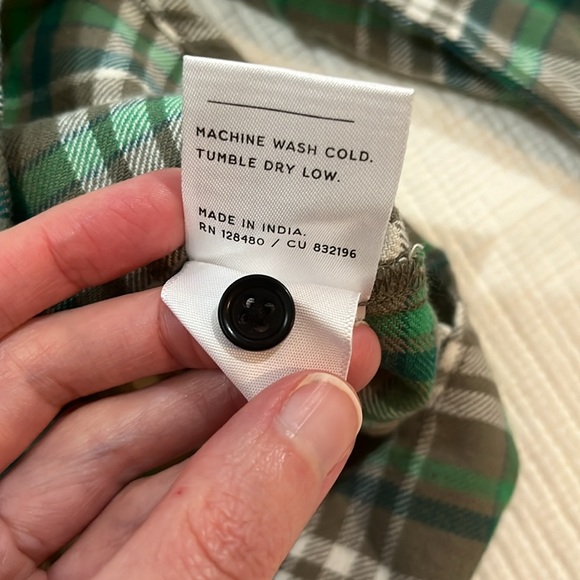 MACHINE WASH COLD.
TUMBLE DRY LOW.
MADE IN INDIA.
RN 128480 / CU 832196